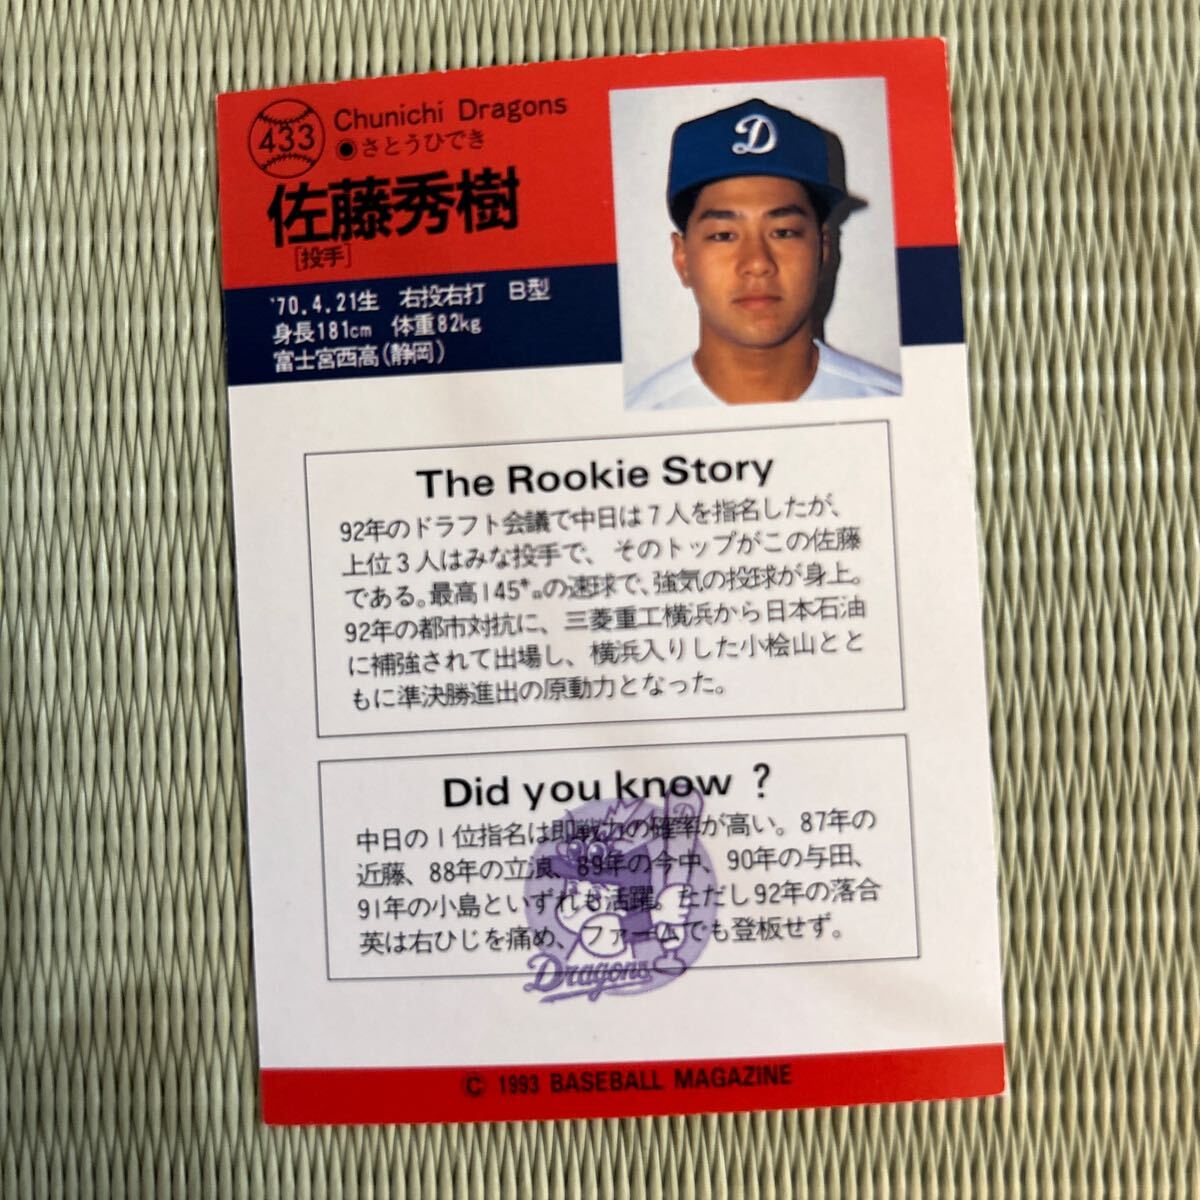 433
Chunichi Dragons
●さとうひでき
佐藤秀樹
[投手]
'70.4.21生 右投右打 B型
身長181cm 体重82kg
富士宮西高(静岡)
D
The Rookie Story
92年のドラフト会議で中日は7人を指名したが、
上位3人はみな投手で、そのトップがこの佐藤
である。最高145㌔の速球で、強気の投球が身上。
92年の都市対抗に、三菱重工横浜から日本石油
に補強されて出場し、横浜入りした小桧山とと
もに準決勝進出の原動力となった。
Did you know ?
中日の1位指名は即戦力の確率が高い。87年の
近藤、88年の立浪、89年の今中、90年の与田、
91年の小島といずれも活躍。ただし92年の落合
英は右ひじを痛め、ファームでも登板せず。
Dragons
© 1993 BASEBALL MAGAZINE